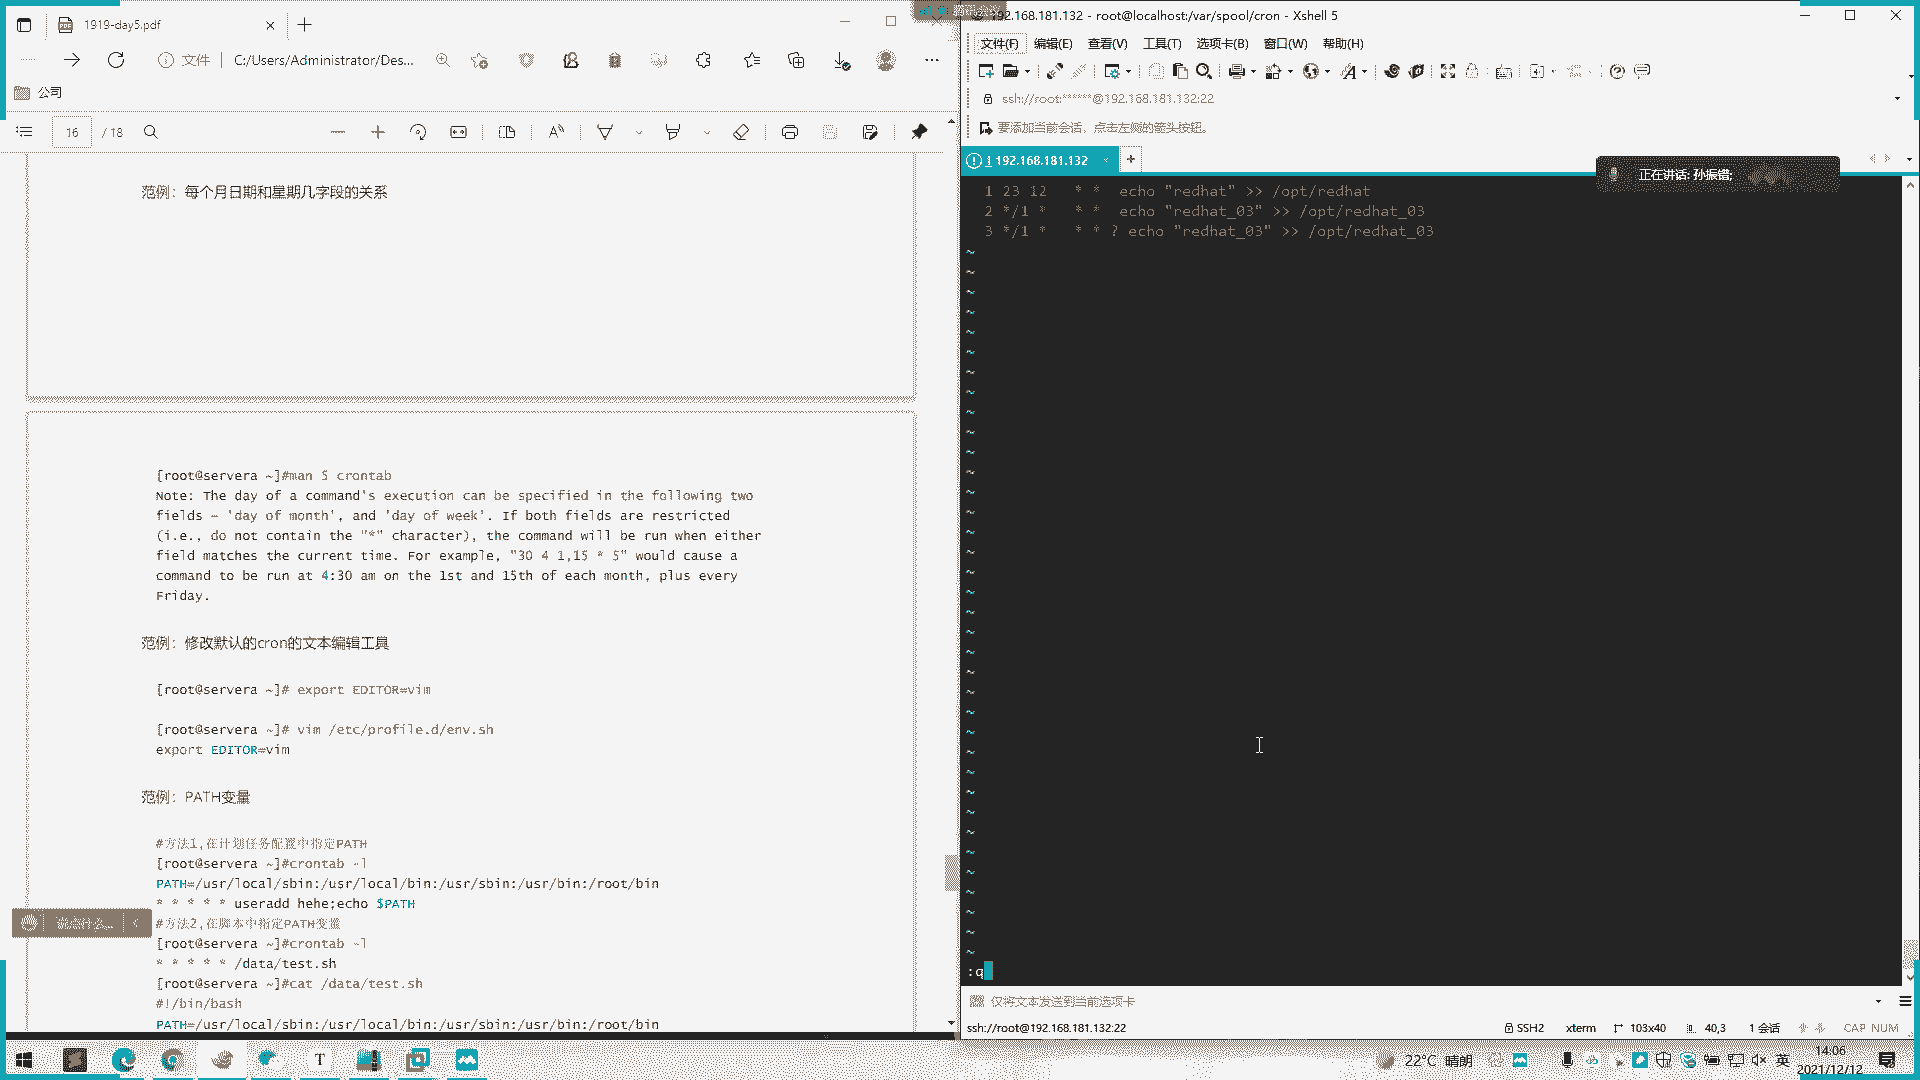 1919-day5.pdf
文件
C:/Users/Administrator/Des...
公司
16
/ 18
范例：每个月日期和星期几字段的关系
[root@servera ~]#man 5 crontab
Note: The day of a command's execution can be specified in the following two
fields - 'day of month', and 'day of week'. If both fields are restricted
(i.e., do not contain the "*" character), the command will be run when either
field matches the current time. For example, "30 4 1,15 * 5" would cause a
command to be run at 4:30 am on the 1st and 15th of each month, plus every
Friday.
范例：修改默认的cron的文本编辑工具
[root@servera ~]# export EDITOR=vim
[root@servera ~]# vim /etc/profile.d/env.sh
export EDITOR=vim
范例：PATH变量
#方法1,在计划任务配置中指定PATH
[root@servera ~]#crontab -l
PATH=/usr/local/sbin:/usr/local/bin:/usr/sbin:/usr/bin:/root/bin
* * * * * useradd hehe;echo $PATH
#方法2,在脚本中指定PATH变量
[root@servera ~]#crontab -l
* * * * * /data/test.sh
[root@servera ~]#cat /data/test.sh
#!/bin/bash
PATH=/usr/local/sbin:/usr/local/bin:/usr/sbin:/usr/bin:/root/bin
说点什么...
192.168.181.132 - root@localhost:/var/spool/cron - Xshell 5
文件(F) 编辑(E) 查看(V) 工具(T) 选项卡(B) 窗口(W) 帮助(H)
ssh://root:******@192.168.181.132:22
要添加当前会话，点击左侧的箭头按钮。
1 192.168.181.132
正在讲话: 孙振锴;
1 23 12 * * echo "redhat" >> /opt/redhat
2 */1 * * * echo "redhat_03" >> /opt/redhat_03
3 */1 * * * ? echo "redhat_03" >> /opt/redhat_03
:q
仅将文本发送到当前选项卡
ssh://root@192.168.181.132:22
SSH2
xterm
103x40
40,3
1 会话
CAP NUM
22°C 晴朗
英
14:06
2021/12/12